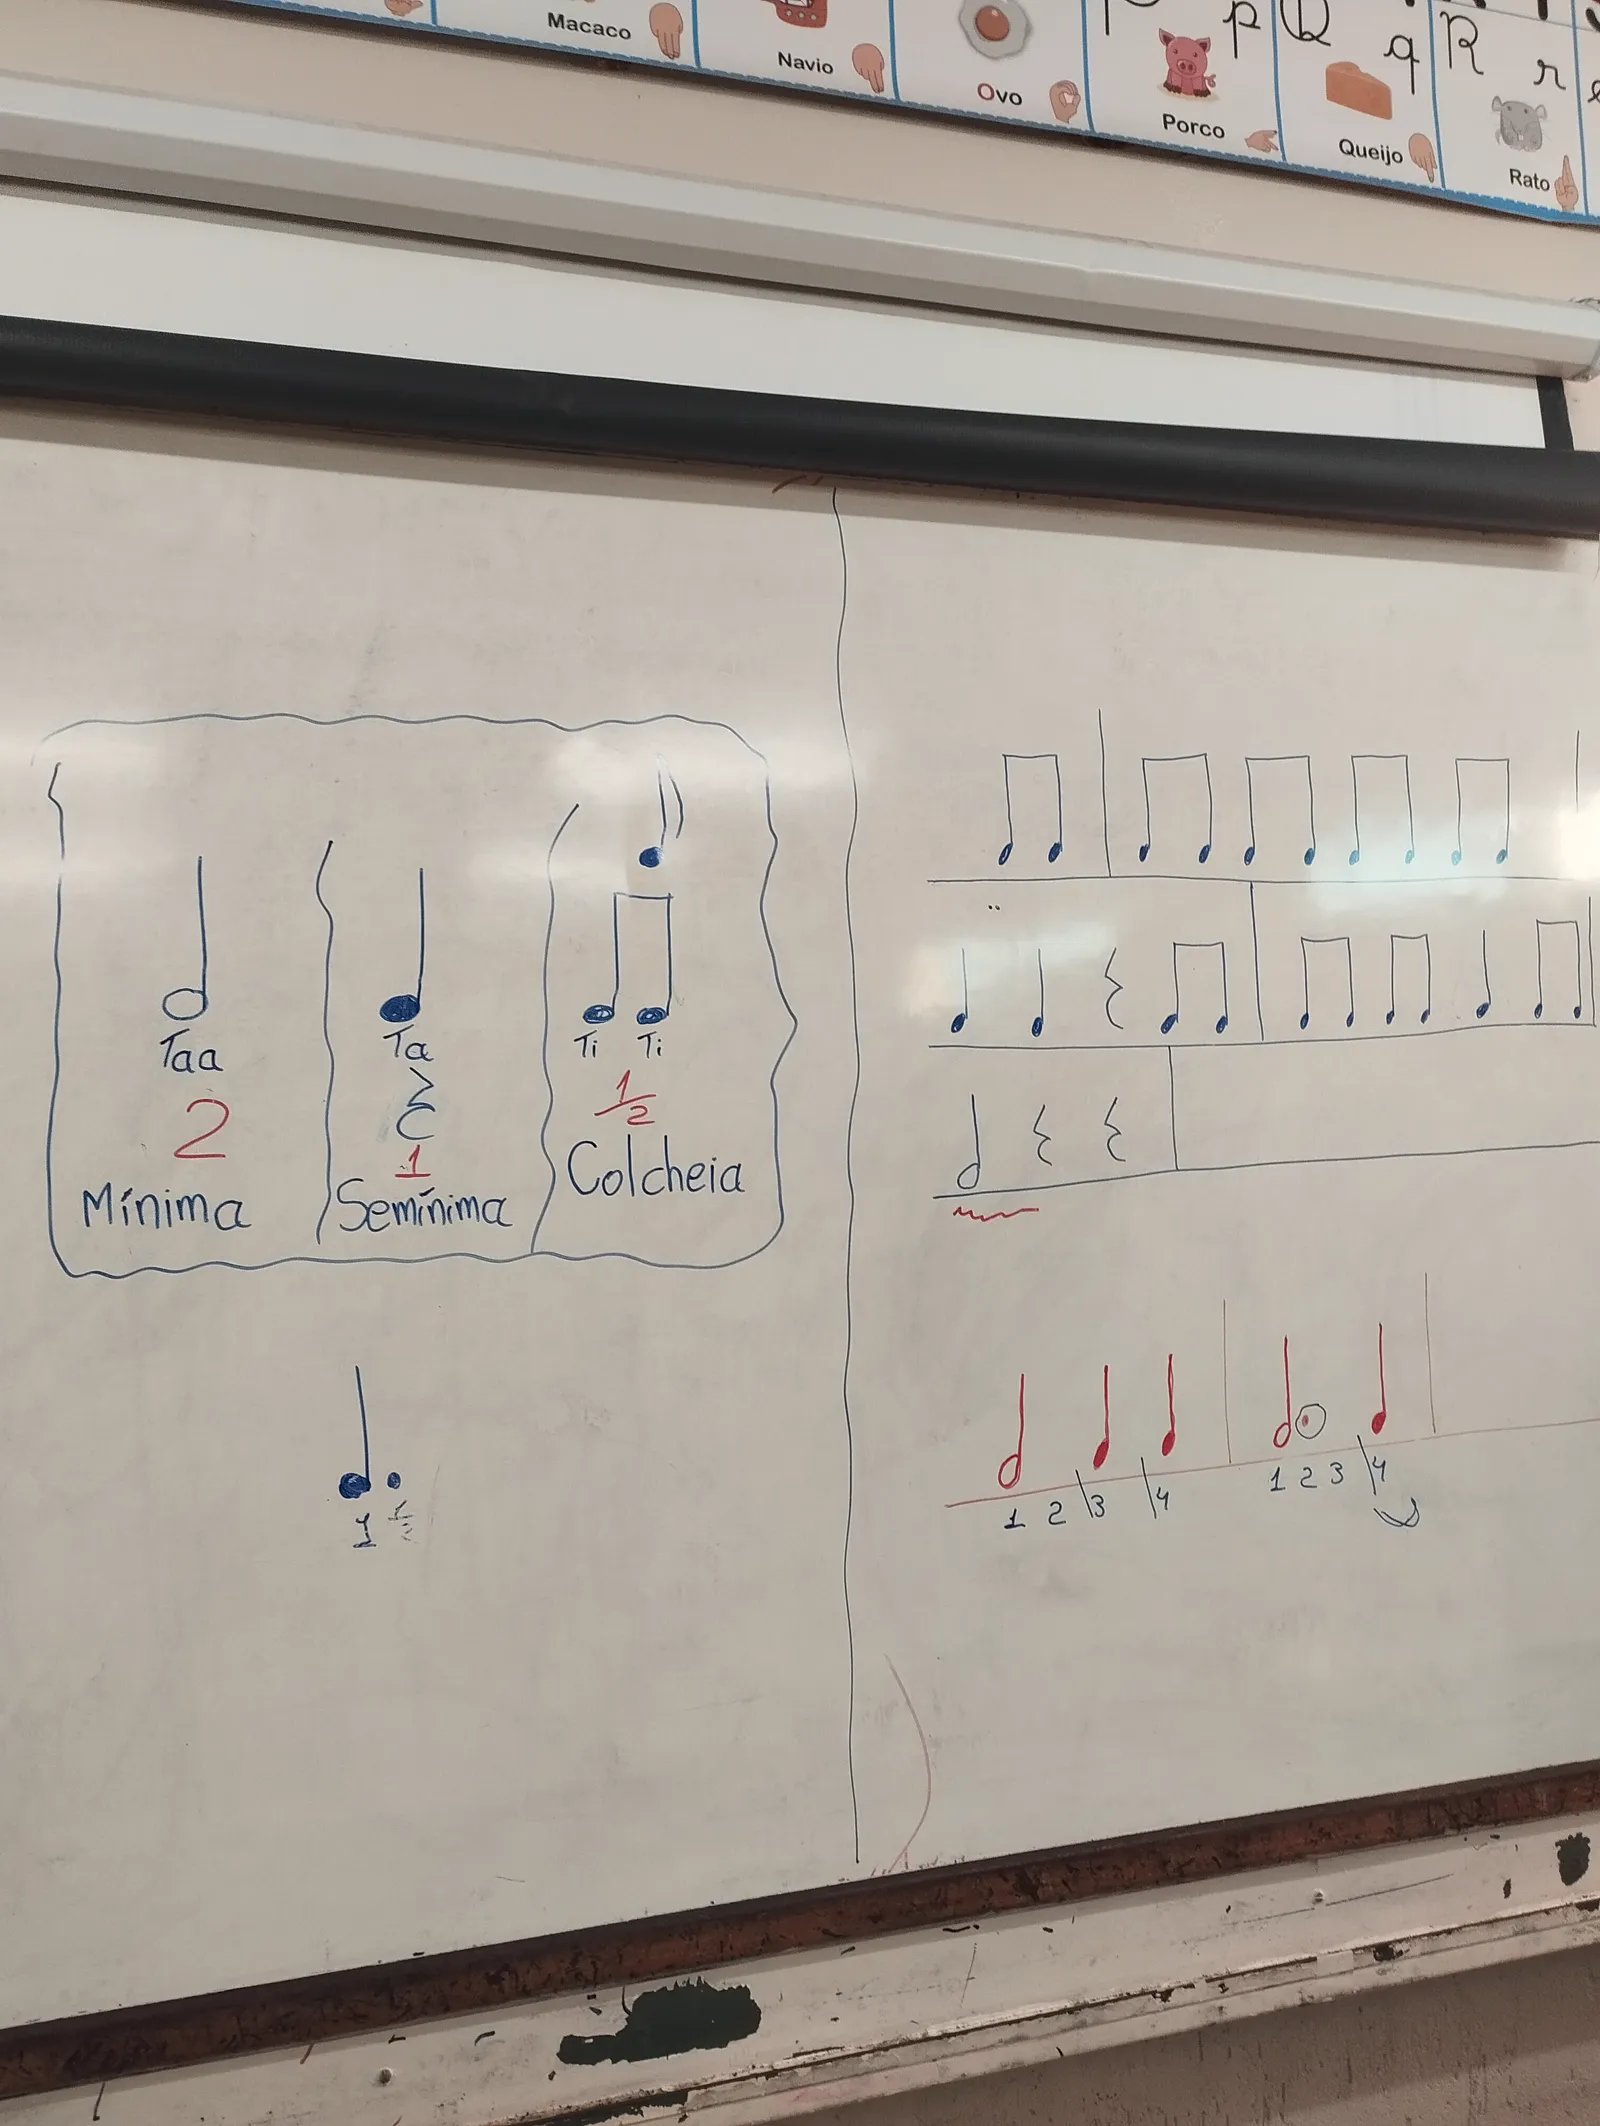 Macaco
Navio
Ovo
Porco
Queijo
Rato
p
Q q
R r
Taa
Ta
Ti Ti
2
1
1/2
Mínima
Semínima
Colcheia
1 2 3 4
1 2 3 4
1